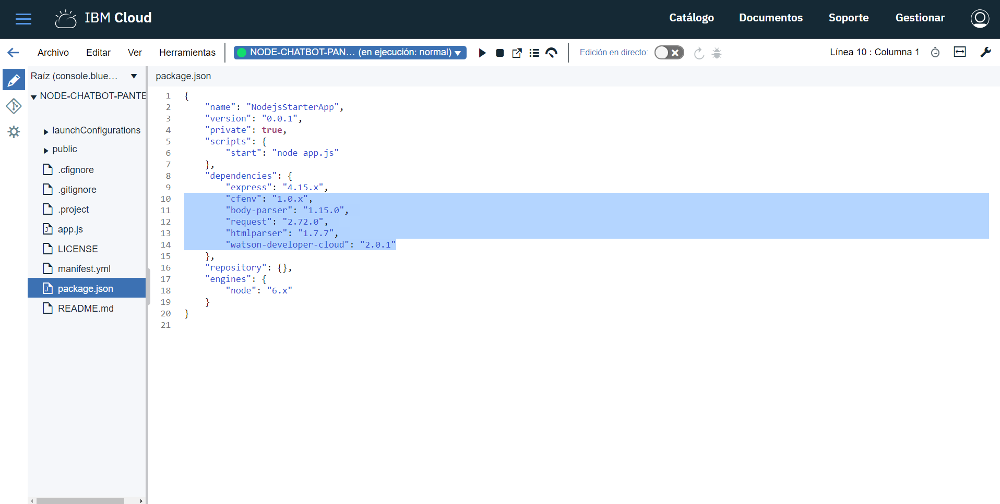 IBM Cloud
Catálogo Documentos Soporte Gestionar
Archivo Editar Ver Herramientas NODE-CHATBOT-PAN... (en ejecución: normal) Edición en directo: Línea 10 : Columna 1
Raíz (console.blue...
NODE-CHATBOT-PANTE
launchConfigurations
public
.cfignore
.gitignore
.project
app.js
LICENSE
manifest.yml
package.json
README.md
package.json
1 {
2 "name": "NodejsStarterApp",
3 "version": "0.0.1",
4 "private": true,
5 "scripts": {
6 "start": "node app.js"
7 },
8 "dependencies": {
9 "express": "4.15.x",
10 "cfenv": "1.0.x",
11 "body-parser": "1.15.0",
12 "request": "2.72.0",
13 "htmlparser": "1.7.7",
14 "watson-developer-cloud": "2.0.1"
15 },
16 "repository": {},
17 "engines": {
18 "node": "6.x"
19 }
20 }
21